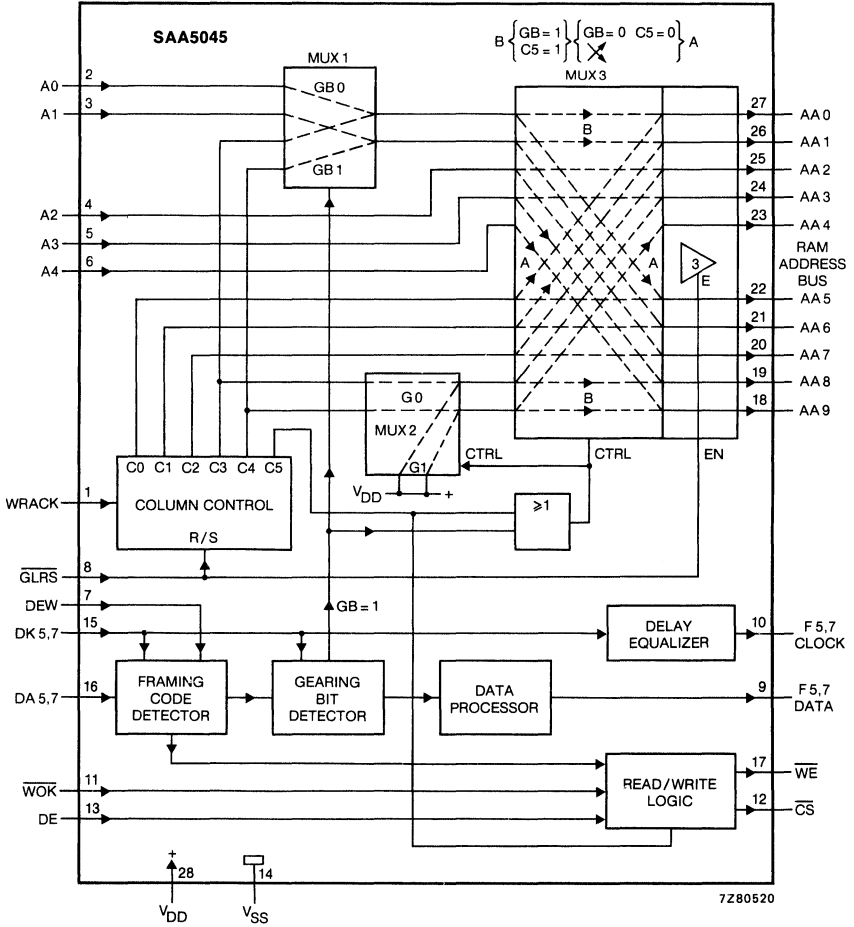 SAA5045
B { GB = 1 } { GB = 0 C5 = 0 } A
C5 = 1
MUX 1
MUX 3
A0 2
GB 0
27 AA 0
A1 3
B
26 AA 1
GB 1
25 AA 2
24 AA 3
A2 4
23 AA 4
A3 5
A4 6
A A
3
E
RAM
ADDRESS
BUS
22 AA 5
21 AA 6
20 AA 7
19 AA 8
G 0
B
18 AA 9
MUX 2
G1
CTRL
CTRL
EN
C0 C1 C2 C3 C4 C5
VDD +
WRACK 1
COLUMN CONTROL
≥1
R/S
GLRS 8
DEW 7
GB = 1
DK 5,7 15
DELAY
EQUALIZER
10 F 5,7
CLOCK
DA 5,7 16
FRAMING
CODE
DETECTOR
GEARING
BIT
DETECTOR
DATA
PROCESSOR
9 F 5,7
DATA
WOK 11
READ/WRITE
LOGIC
17 WE
DE 13
12 CS
+
28
14
VDD
VSS
7Z80520